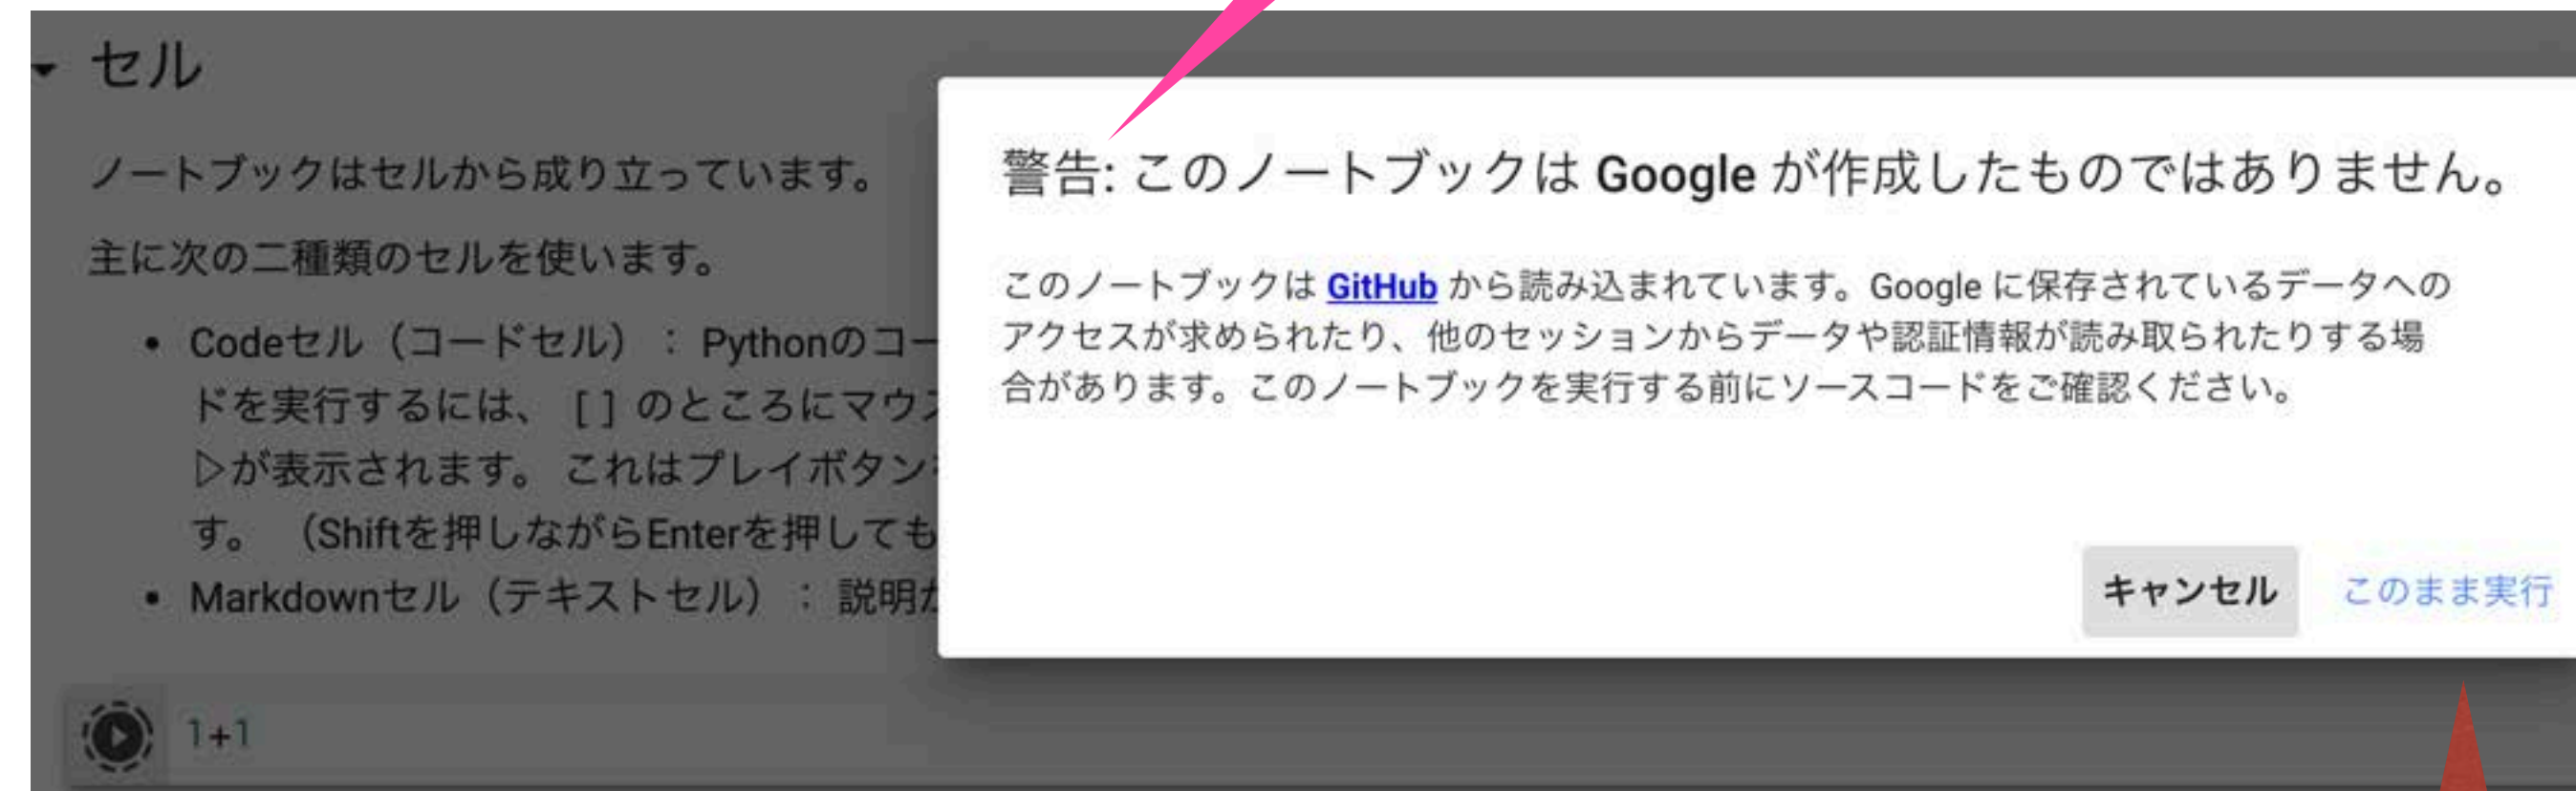 セル
ノートブックはセルから成り立っています。
主に次の二種類のセルを使います。
• Codeセル（コードセル）： Pythonのコー
ドを実行するには、 [ ] のところにマウ
▷が表示されます。 これはプレイボタン
す。 （Shiftを押しながらEnterを押しても
• Markdownセル（テキストセル）： 説明
1+1
警告: このノートブックは Google が作成したものではありません。
このノートブックは GitHub から読み込まれています。Google に保存されているデータへの
アクセスが求められたり、他のセッションからデータや認証情報が読み取られたりする場
合があります。このノートブックを実行する前にソースコードをご確認ください。
キャンセル このまま実行